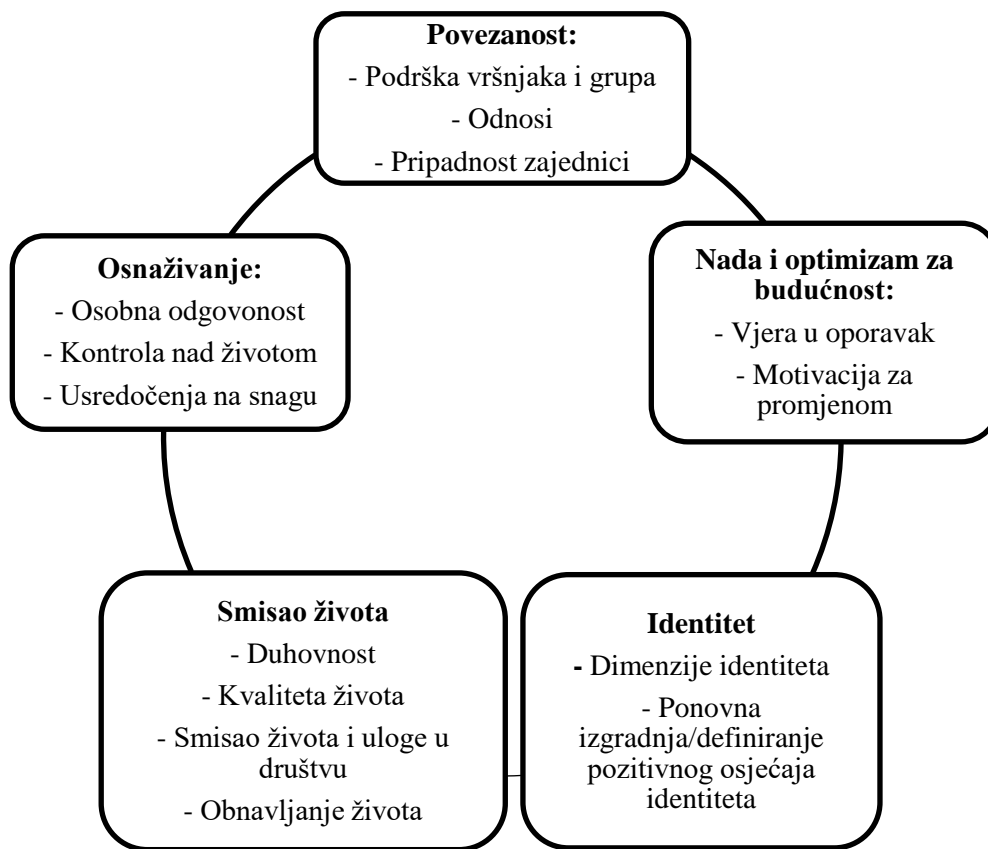 Povezanost:
- Podrška vršnjaka i grupa
- Odnosi
- Pripadnost zajednici
Osnaživanje:
- Osobna odgovonost
- Kontrola nad životom
- Usredočenja na snagu
Nada i optimizam za
budućnost:
- Vjera u oporavak
- Motivacija za
promjenom
Smisao života
- Duhovnost
- Kvaliteta života
- Smisao života i uloge u
društvu
- Obnavljanje života
Identitet
- Dimenzije identiteta
- Ponovna
izgradnja/definiranje
pozitivnog osjećaja
identiteta